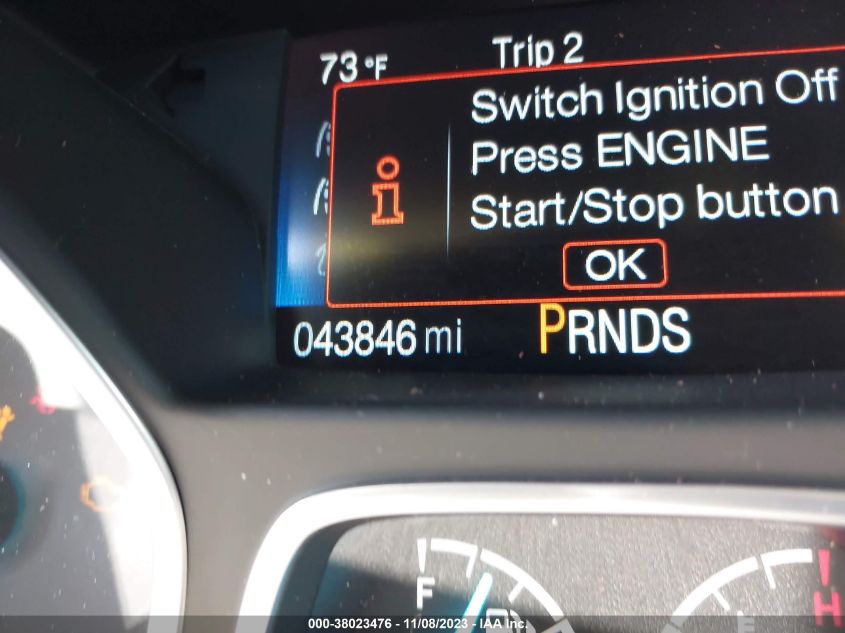 73 °F
Trip 2
Switch Ignition Off
Press ENGINE
Start/Stop button
OK
043846 mi
PRNDS
F
E
H
000-38023476 - 11/08/2023 - IAA Inc.